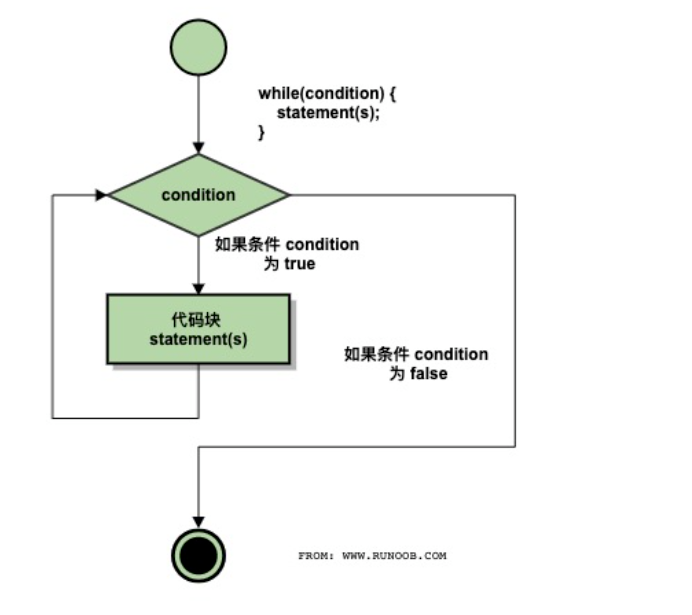 while(condition) {
statement(s);
}
condition
如果条件 condition
为 true
代码块
statement(s)
如果条件 condition
为 false
FROM: WWW.RUNOOB.COM